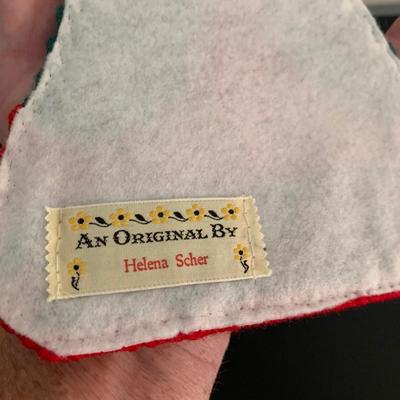 An Original By
Helena Scher